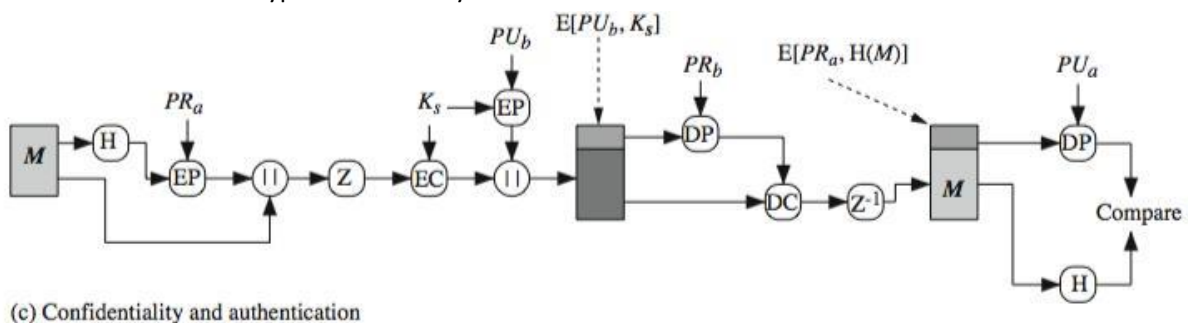 PU_b
E[PU_b, K_s]
PR_b
E[PR_a, H(M)]
PU_a
PR_a
K_s
EP
M
H
EP
||
Z
EC
||
DP
DC
Z⁻¹
M
DP
Compare
H
(c) Confidentiality and authentication